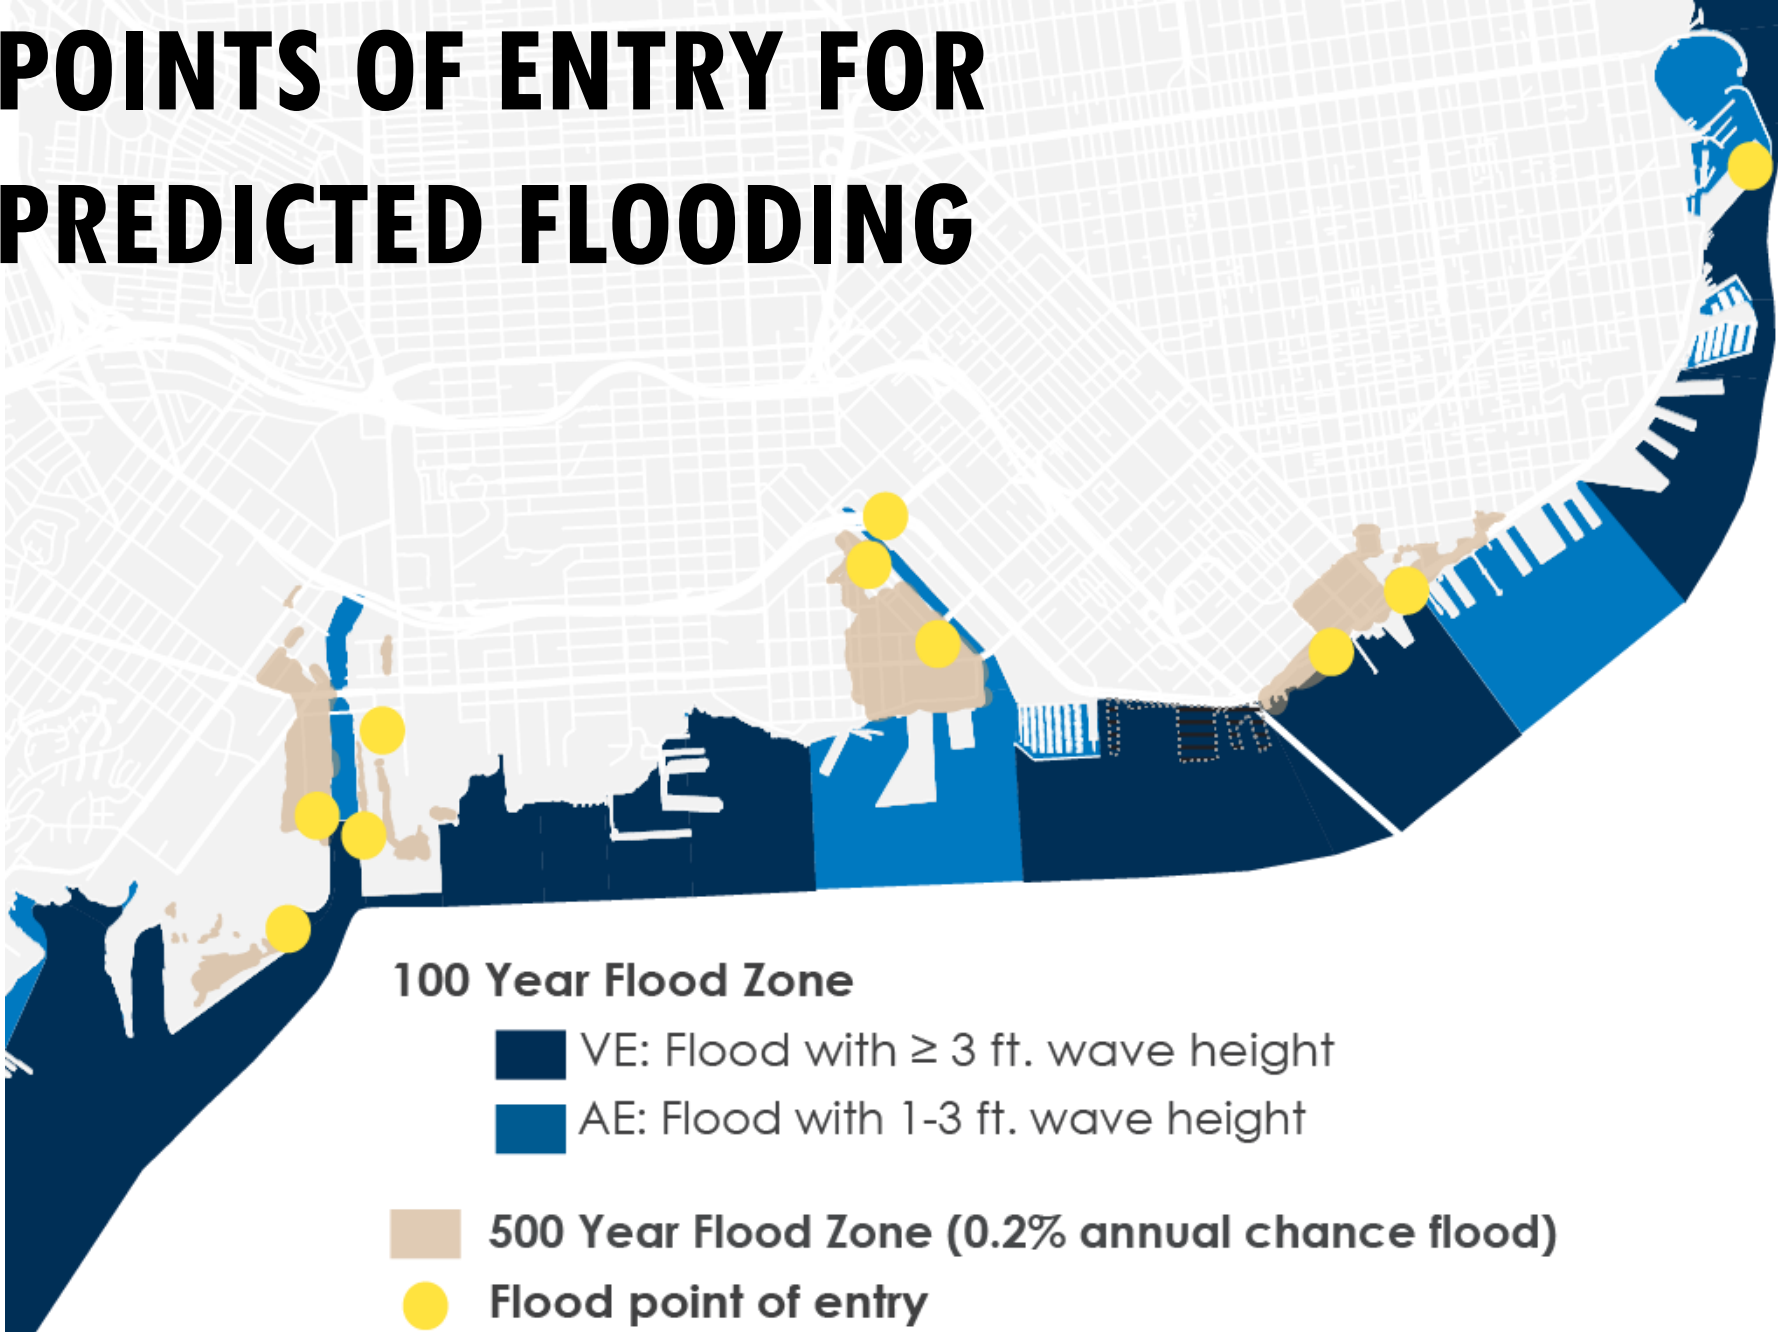 POINTS OF ENTRY FOR
PREDICTED FLOODING
100 Year Flood Zone
VE: Flood with ≥ 3 ft. wave height
AE: Flood with 1-3 ft. wave height
500 Year Flood Zone (0.2% annual chance flood)
Flood point of entry